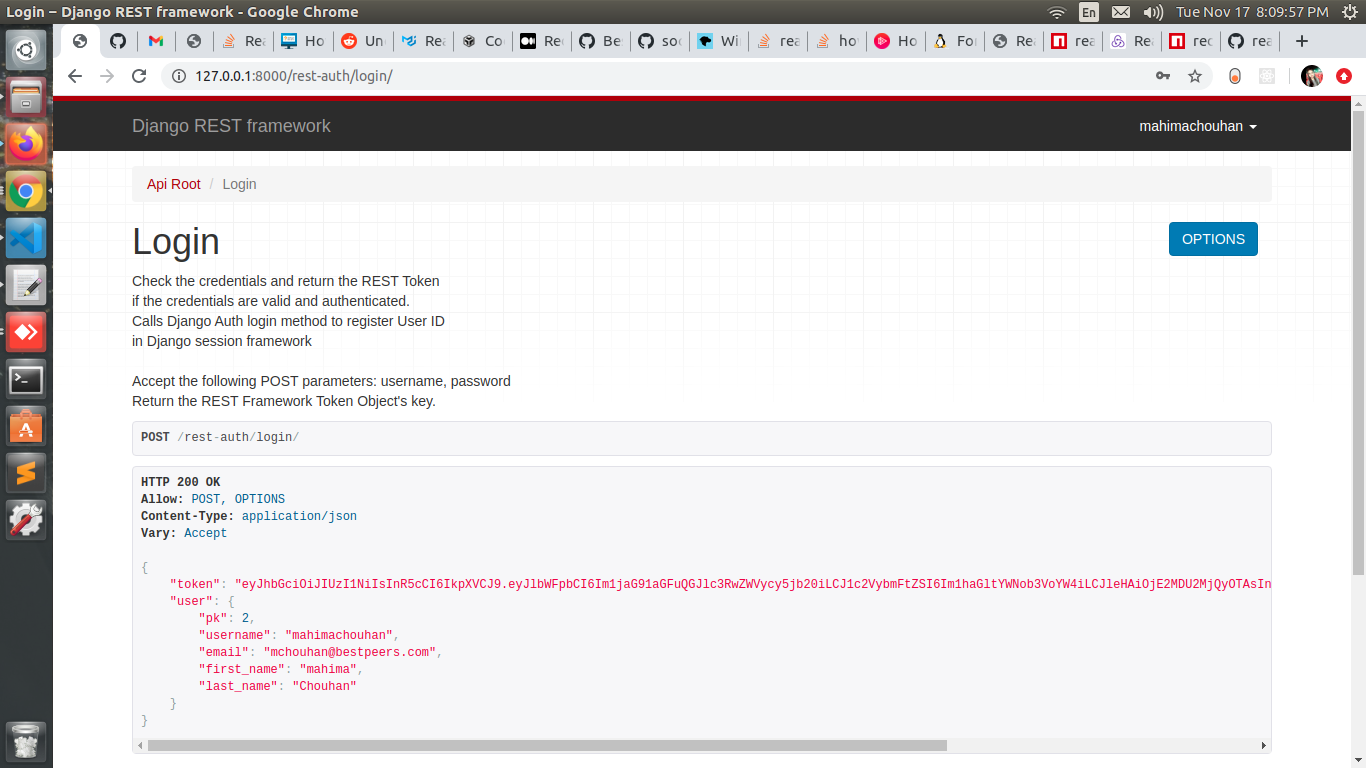 Login – Django REST framework - Google Chrome
En
Tue Nov 17 8:09:57 PM
Rea
Ho
Un
Rea
Co
Rec
Be
soc
Wi
rea
ho
Ho
Fo
Re
rea
Re
rec
rea
127.0.0.1:8000/rest-auth/login/
Django REST framework
mahimachouhan
Api Root / Login
Login
OPTIONS
Check the credentials and return the REST Token
if the credentials are valid and authenticated.
Calls Django Auth login method to register User ID
in Django session framework
Accept the following POST parameters: username, password
Return the REST Framework Token Object's key.
POST /rest-auth/login/
HTTP 200 OK
Allow: POST, OPTIONS
Content-Type: application/json
Vary: Accept
{
"token": "eyJhbGciOiJIUzI1NiIsInR5cCI6IkpXVCJ9.eyJlbWFpbCI6Im1jaG91aGFuQGJlc3RwZWVycy5jb20iLCJ1c2VybmFtZSI6Im1haGltYWNob3VoYW4iLCJleHAiOjE2MDU2MjQyOTAsIn
"user": {
"pk": 2,
"username": "mahimachouhan",
"email": "mchouhan@bestpeers.com",
"first_name": "mahima",
"last_name": "Chouhan"
}
}